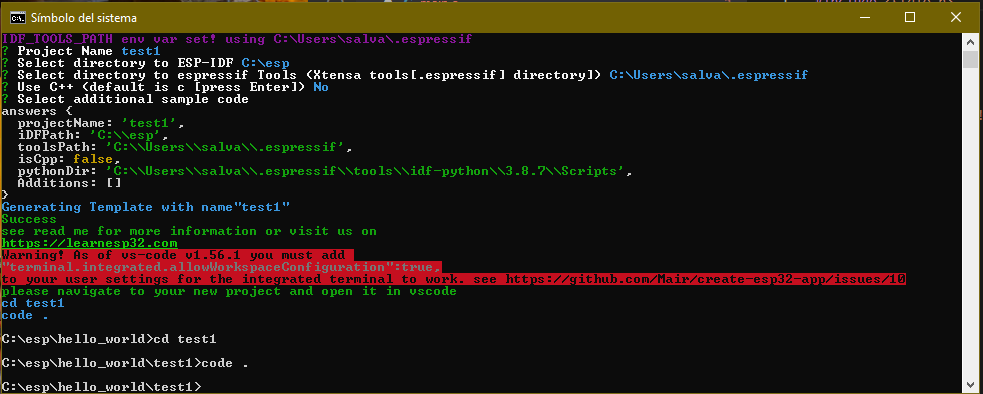 Símbolo del sistema
IDF_TOOLS_PATH env var set! using C:\Users\salva\.espressif
? Project Name test1
? Select directory to ESP-IDF C:\esp
? Select directory to espressif Tools (Xtensa tools[.espressif] directory]) C:\Users\salva\.espressif
? Use C++ (default is c [press Enter]) No
? Select additional sample code
answers {
  projectName: 'test1',
  iDFPath: 'C:\\esp',
  toolsPath: 'C:\\Users\\salva\\.espressif',
  isCpp: false,
  pythonDir: 'C:\\Users\\salva\\.espressif\\tools\\idf-python\\3.8.7\\Scripts',
  Additions: []
}
Generating Template with name"test1"
Success
see read me for more information or visit us on
https://learnesp32.com
Warning! As of vs-code v1.56.1 you must add
"terminal.integrated.allowWorkspaceConfiguration":true,
to your user settings for the integrated terminal to work. see https://github.com/Mair/create-esp32-app/issues/10
please navigate to your new project and open it in vscode
cd test1
code .
C:\esp\hello_world>cd test1
C:\esp\hello_world\test1>code .
C:\esp\hello_world\test1>